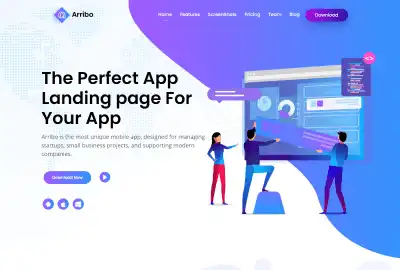 Arribo
Home Features Screenshots Pricing Team Blog Download
The Perfect App
Landing page For
Your App
Arribo is the most unique mobile app, designed for managing
startups, small business projects, and supporting modern
companies.
Download Now